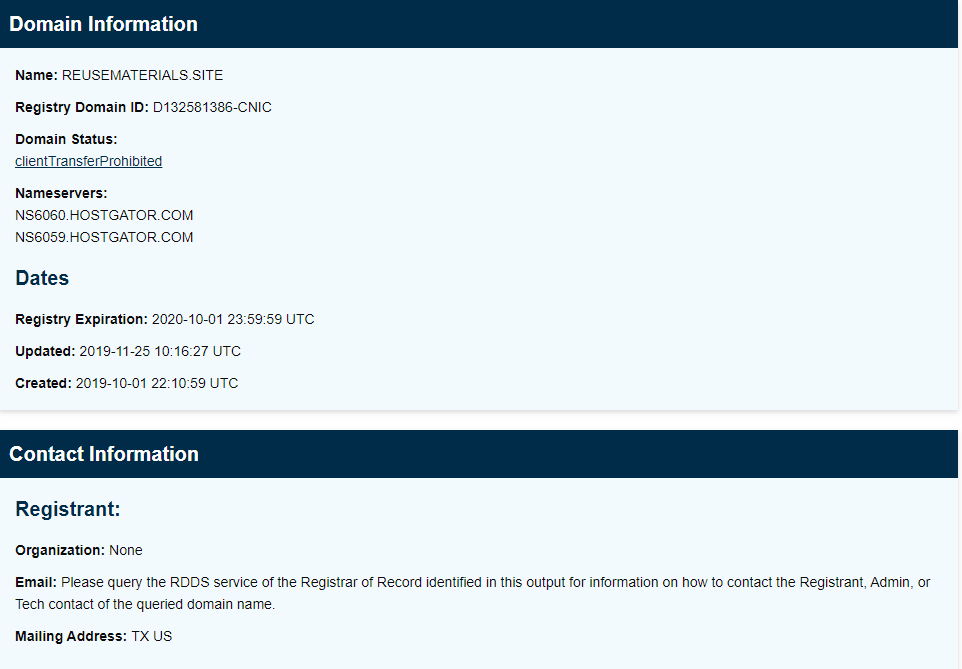 Domain Information
Name: REUSEMATERIALS.SITE
Registry Domain ID: D132581386-CNIC
Domain Status:
clientTransferProhibited
Nameservers:
NS6060.HOSTGATOR.COM
NS6059.HOSTGATOR.COM
Dates
Registry Expiration: 2020-10-01 23:59:59 UTC
Updated: 2019-11-25 10:16:27 UTC
Created: 2019-10-01 22:10:59 UTC
Contact Information
Registrant:
Organization: None
Email: Please query the RDDS service of the Registrar of Record identified in this output for information on how to contact the Registrant, Admin, or
Tech contact of the queried domain name.
Mailing Address: TX US